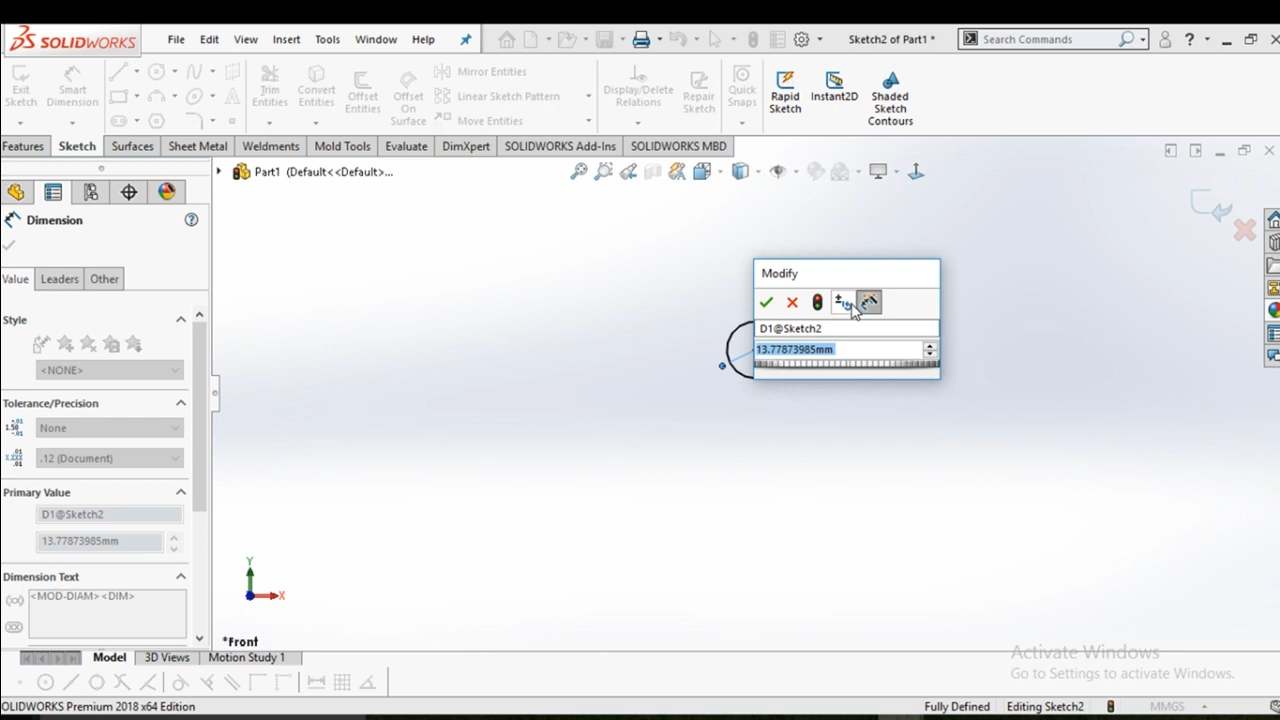 SOLIDWORKS
File Edit View Insert Tools Window Help
Sketch2 of Part1 *
Search Commands
Exit Sketch
Smart Dimension
Trim Entities
Convert Entities
Offset Entities
Offset On Surface
Mirror Entities
Linear Sketch Pattern
Move Entities
Display/Delete Relations
Repair Sketch
Quick Snaps
Rapid Sketch
Instant2D
Shaded Sketch Contours
Features Sketch Surfaces Sheet Metal Weldments Mold Tools Evaluate DimXpert SOLIDWORKS Add-Ins SOLIDWORKS MBD
Part1 (Default<<Default>...
Dimension
Value Leaders Other
Style
<NONE>
Tolerance/Precision
None
.12 (Document)
Primary Value
D1@Sketch2
13.77873985mm
Dimension Text
<MOD-DIAM><DIM>
Modify
D1@Sketch2
13.77873985mm
Y
X
*Front
Activate Windows
Go to Settings to activate Windows.
Model 3D Views Motion Study 1
OLIDWORKS Premium 2018 x64 Edition
Fully Defined Editing Sketch2 MMGS